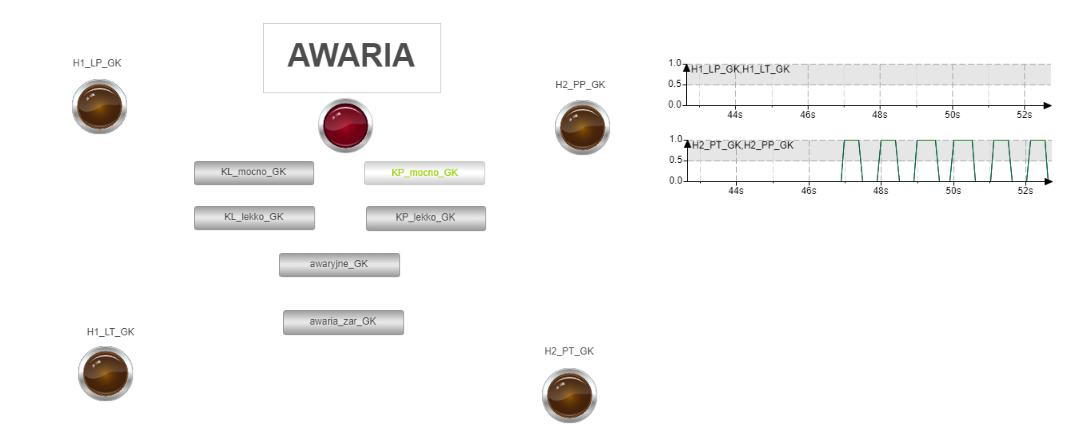 AWARIA
H1_LP_GK
H2_PP_GK
KL_mocno_GK
KP_mocno_GK
KL_lekko_GK
KP_lekko_GK
awaryjne_GK
awaria_zar_GK
H1_LT_GK
H2_PT_GK
1.0
H1_LP_GK,H1_LT_GK
0.5
0.0
44s 46s 48s 50s 52s
1.0
H2_PT_GK,H2_PP_GK
0.5
0.0
44s 46s 48s 50s 52s